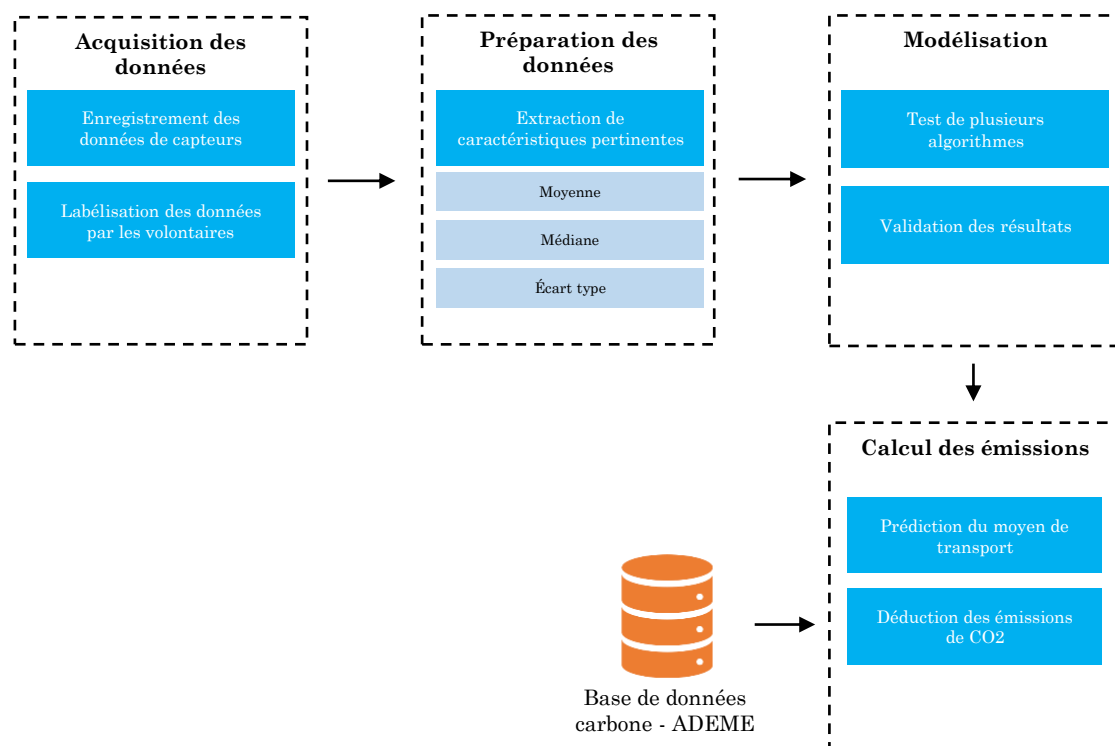 Acquisition des
données
Enregistrement des
données de capteurs
Labélisation des données
par les volontaires
Préparation des
données
Extraction de
caractéristiques pertinentes
Moyenne
Médiane
Écart type
Modélisation
Test de plusieurs
algorithmes
Validation des résultats
Calcul des émissions
Prédiction du moyen de
transport
Déduction des émissions
de CO2
Base de données
carbone - ADEME